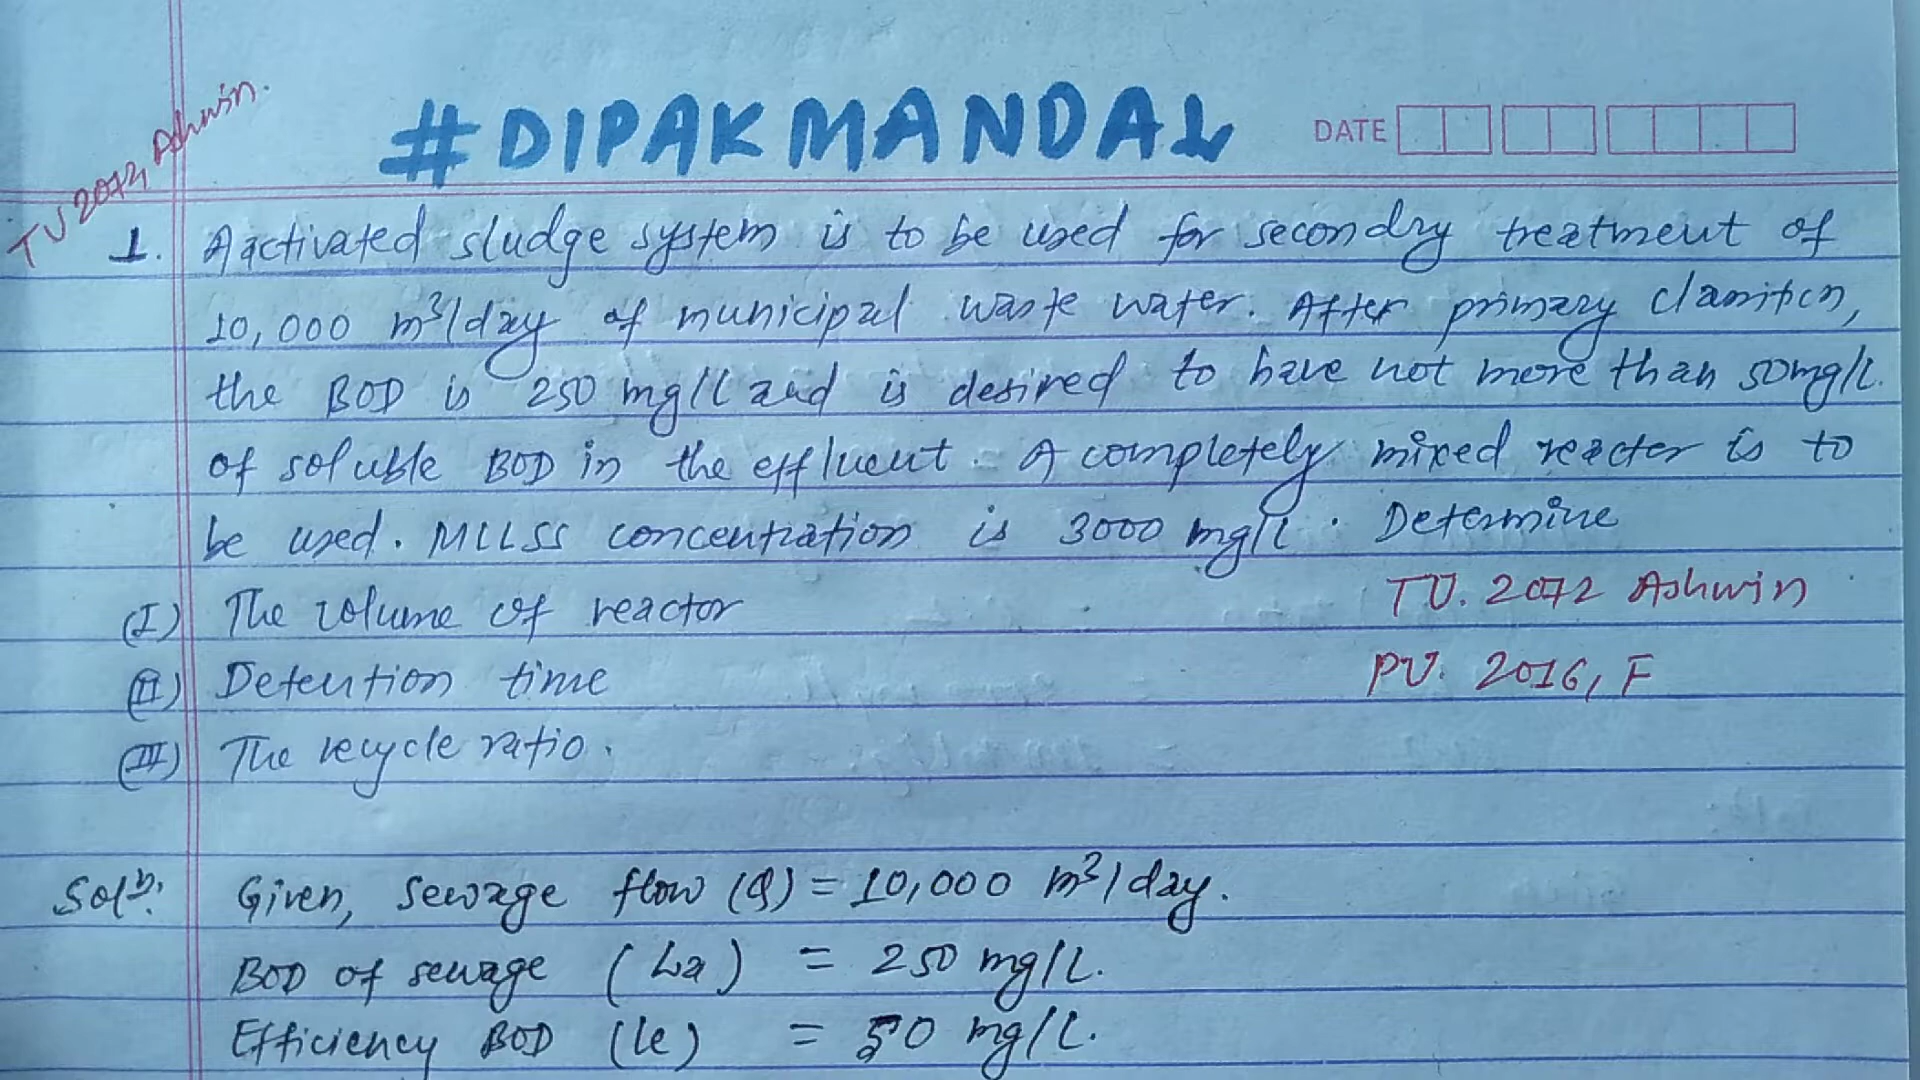 TU 2072, Ashwin.
#DIPAK MANDAL
DATE
1. A activated sludge system is to be used for secondry treatment of
10,000 m³/day of municipal waste water. After primary
the BOD is 250 mg/l and is desired to have not more than 50mg/l.
of soluble BOD in the effluent. A completely mixed reactor is to
be used. MLLSS concentration is 3000 mg/l. Determine
(I) The volume of reactor
TU. 2072 Ashwin
(II) Detention time
PU. 2016, F
(III) The recycle ratio.
Solⁿ: Given, sewage flow (Q) = 10,000 m³/day.
BOD of sewage (La) = 250 mg/L.
Efficiency BOD (le) = 50 mg/L.